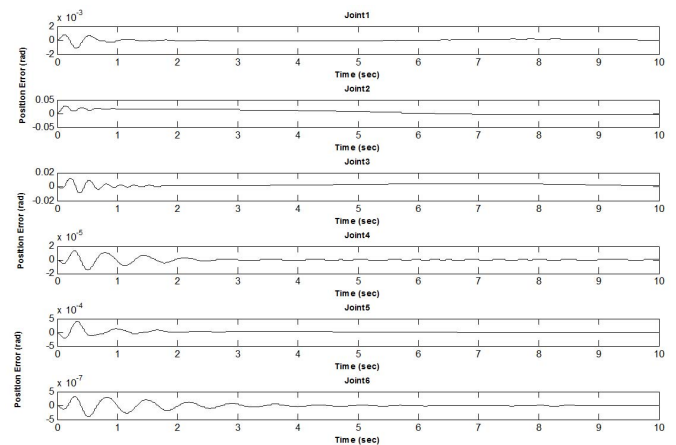 Joint1
x 10-3
2
0
-2
0 1 2 3 4 5 6 7 8 9 10
Time (sec)
Position Error (rad)
Joint2
0.05
0
-0.05
0 1 2 3 4 5 6 7 8 9 10
Time (sec)
Joint3
0.02
0
-0.02
0 1 2 3 4 5 6 7 8 9 10
Time (sec)
Position Error (rad)
Joint4
x 10-5
2
0
-2
0 1 2 3 4 5 6 7 8 9 10
Time (sec)
Joint5
x 10-4
5
0
-5
0 1 2 3 4 5 6 7 8 9 10
Time (sec)
Position Error (rad)
Joint6
x 10-7
5
0
-5
0 1 2 3 4 5 6 7 8 9 10
Time (sec)